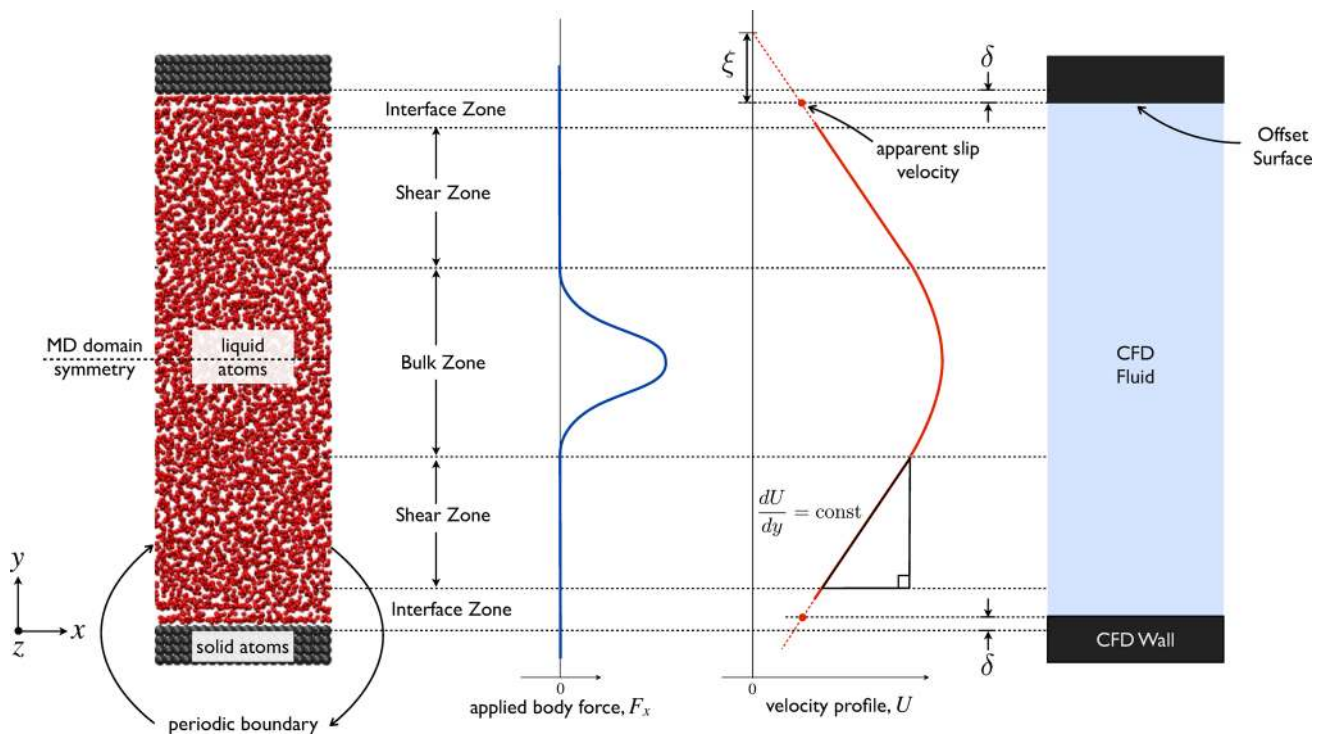 ξ
δ
Interface Zone
apparent slip
velocity
Offset
Surface
Shear Zone
MD domain
symmetry
liquid
atoms
Bulk Zone
CFD
Fluid
dU/dy = const
Shear Zone
y
x
z
Interface Zone
solid atoms
CFD Wall
δ
0
0
applied body force, F_x
velocity profile, U
periodic boundary